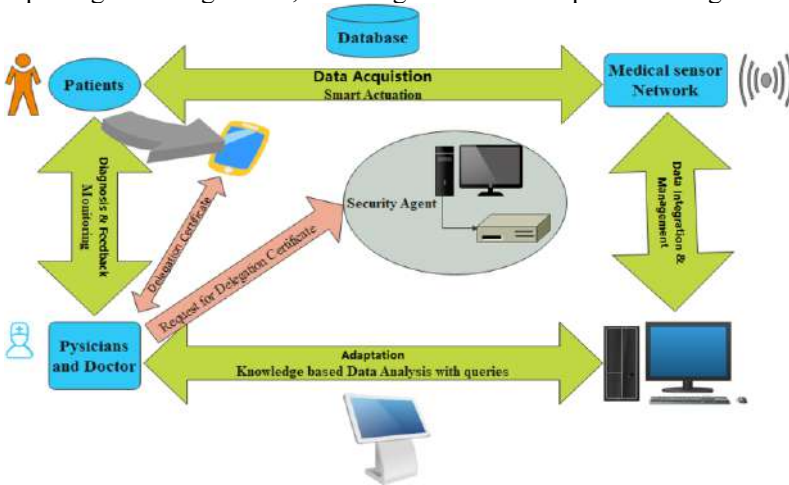 Database
Patients
Data Acquistion
Smart Actuation
Medical sensor
Network
Diagnosis & Feedback
Monitoring
Delegation Certificate
Request for Delegation Certificate
Security Agent
Data Integration &
Management
Pysicians
and Doctor
Adaptation
Knowledge based Data Analysis with queries